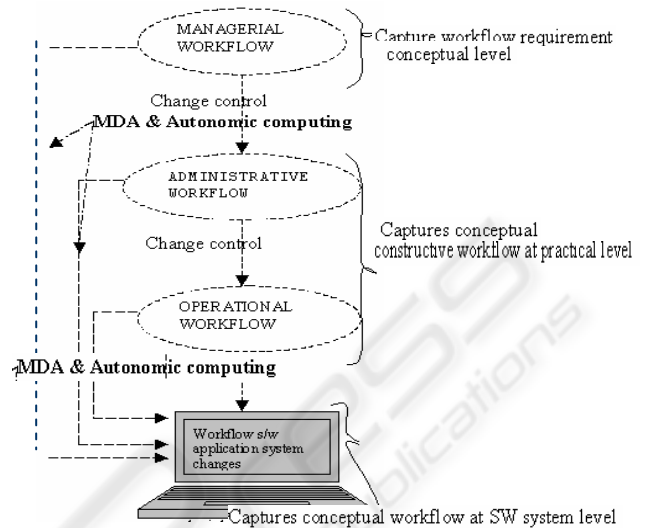 MANAGERIAL
WORKFLOW
Capture workflow requirement
conceptual level
Change control
MDA & Autonomic computing
ADMINISTRATIVE
WORKFLOW
Captures conceptual
constructive workflow at practical level
Change control
OPERATIONAL
WORKFLOW
MDA & Autonomic computing
Workflow s/w
application system
changes
Captures conceptual workflow at SW system level